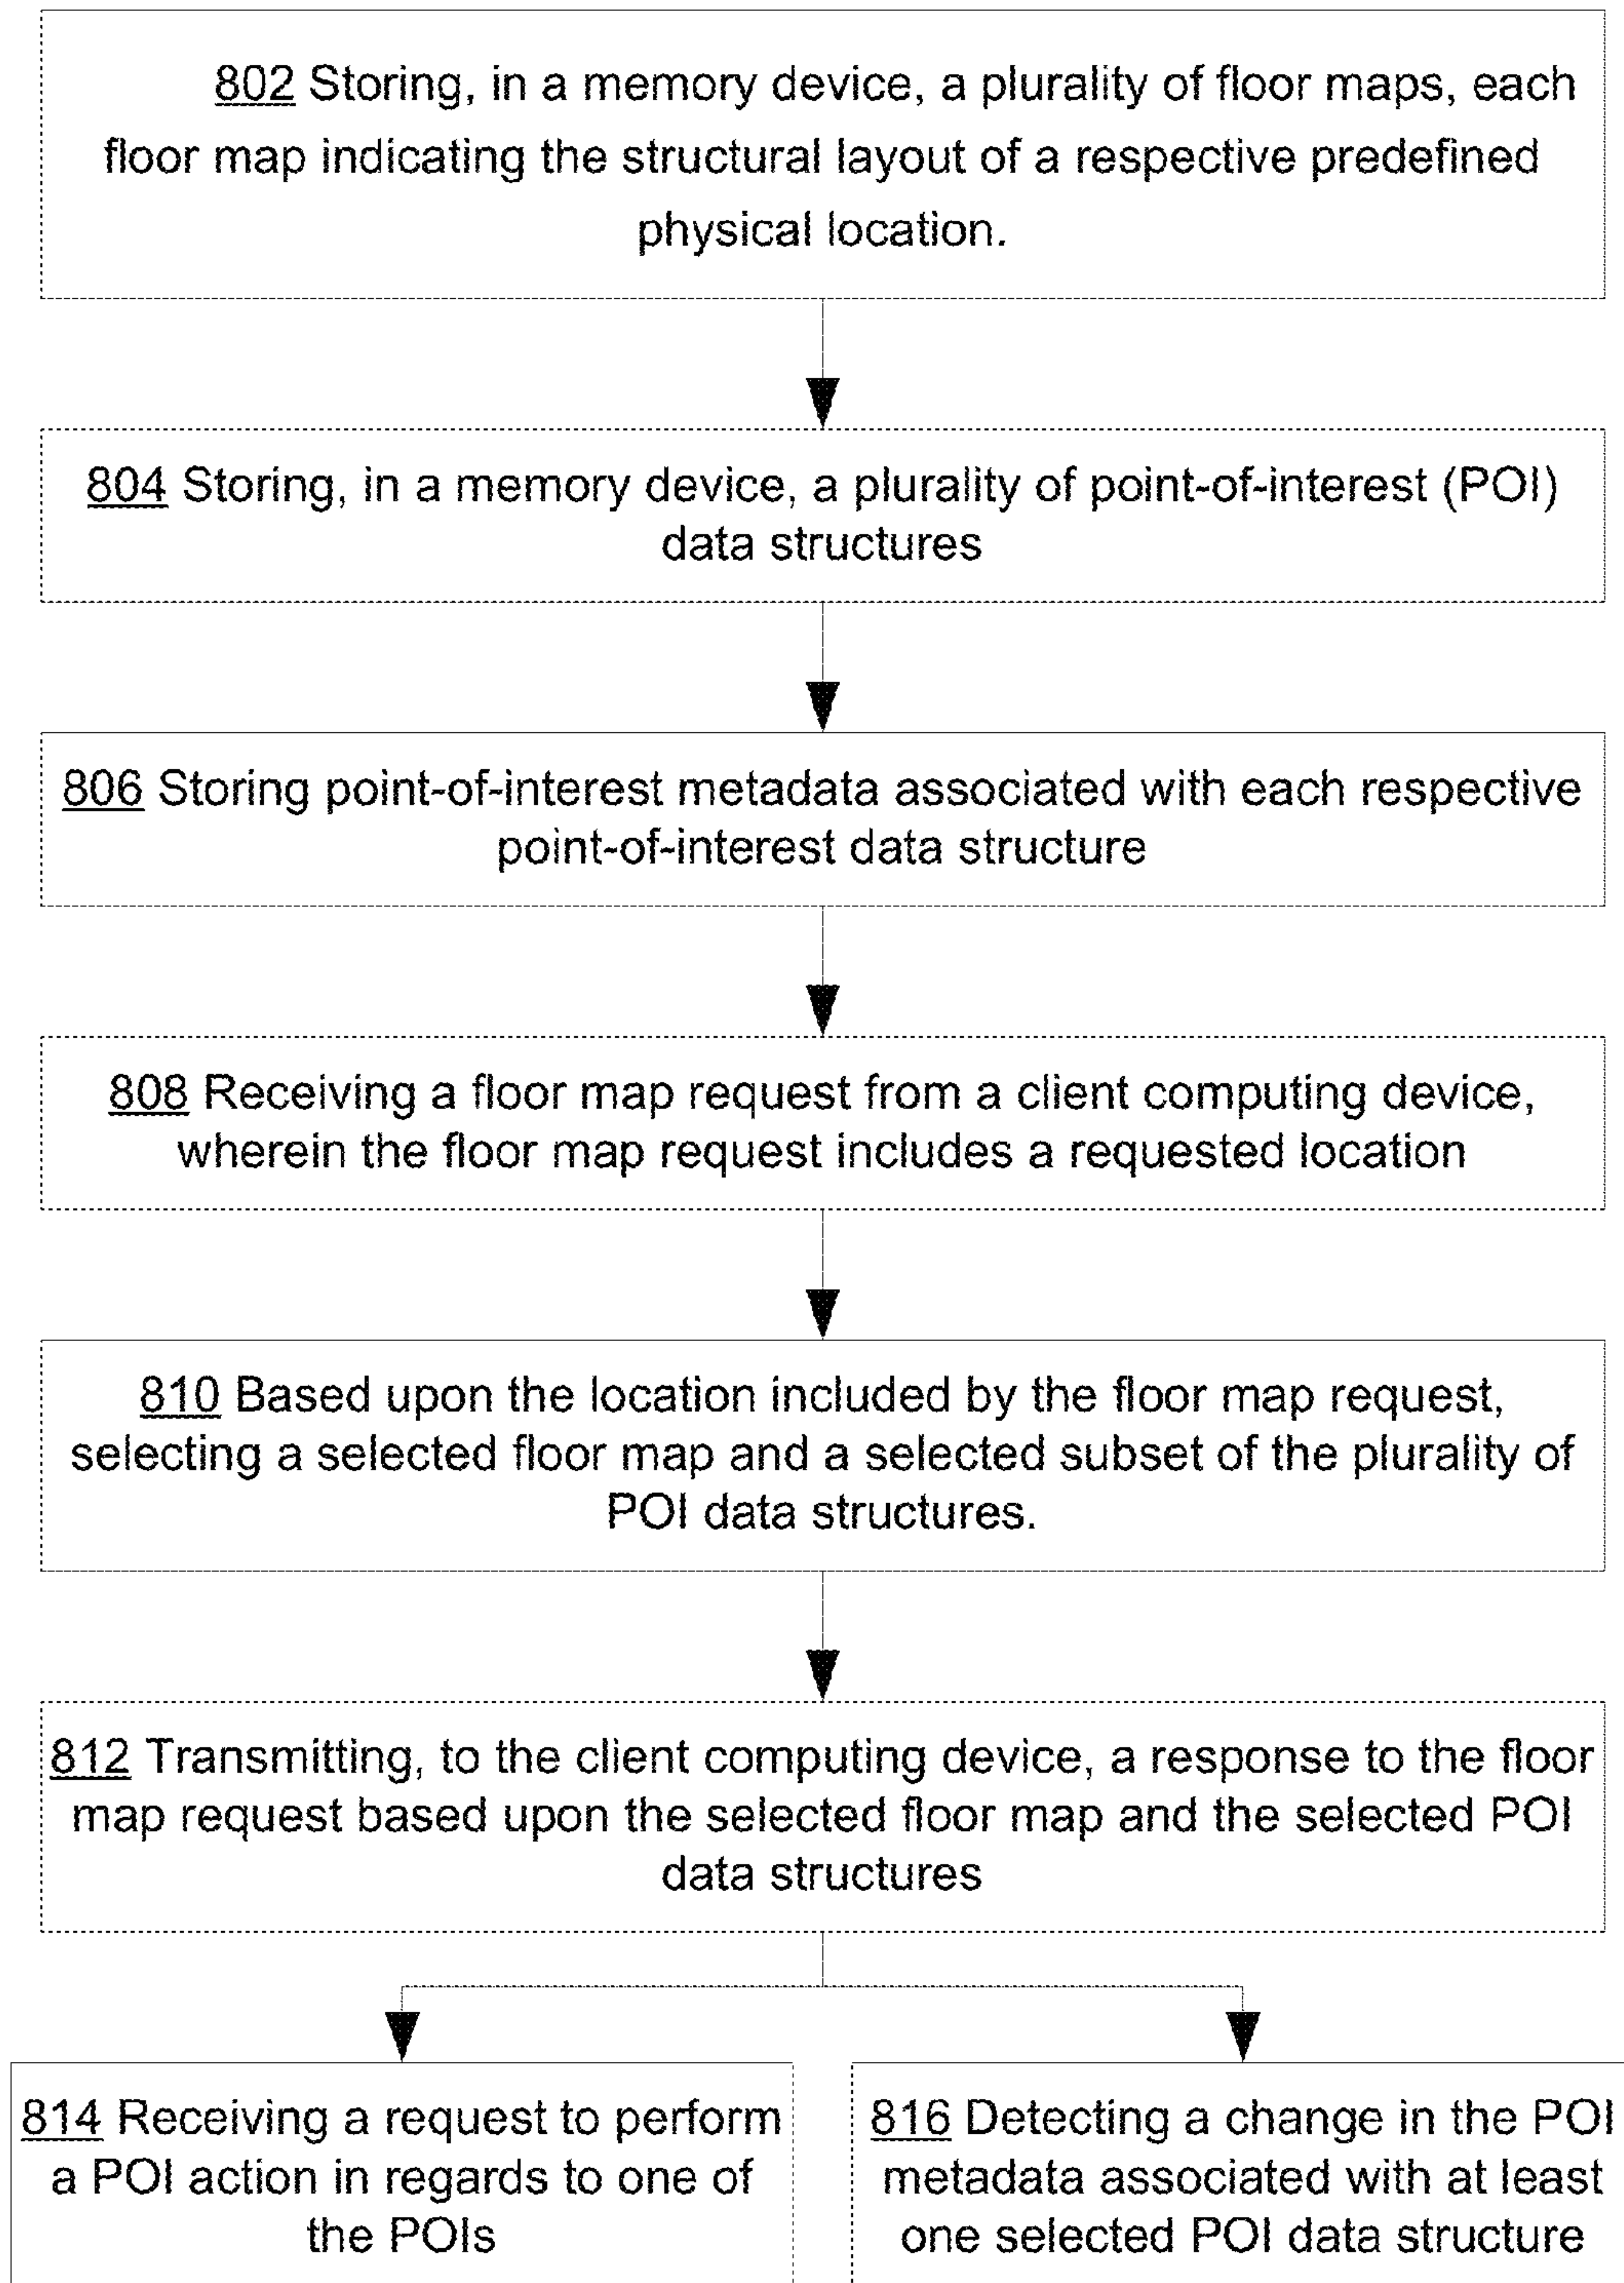 802 Storing, in a memory device, a plurality of floor maps, each
floor map indicating the structural layout of a respective predefined
physical location.
804 Storing, in a memory device, a plurality of point-of-interest (POI)
data structures
806 Storing point-of-interest metadata associated with each respective
point-of-interest data structure
808 Receiving a floor map request from a client computing device,
wherein the floor map request includes a requested location
810 Based upon the location included by the floor map request,
selecting a selected floor map and a selected subset of the plurality of
POI data structures.
812 Transmitting, to the client computing device, a response to the floor
map request based upon the selected floor map and the selected POI
data structures
814 Receiving a request to perform
a POI action in regards to one of
the POIs
816 Detecting a change in the POI
metadata associated with at least
one selected POI data structure